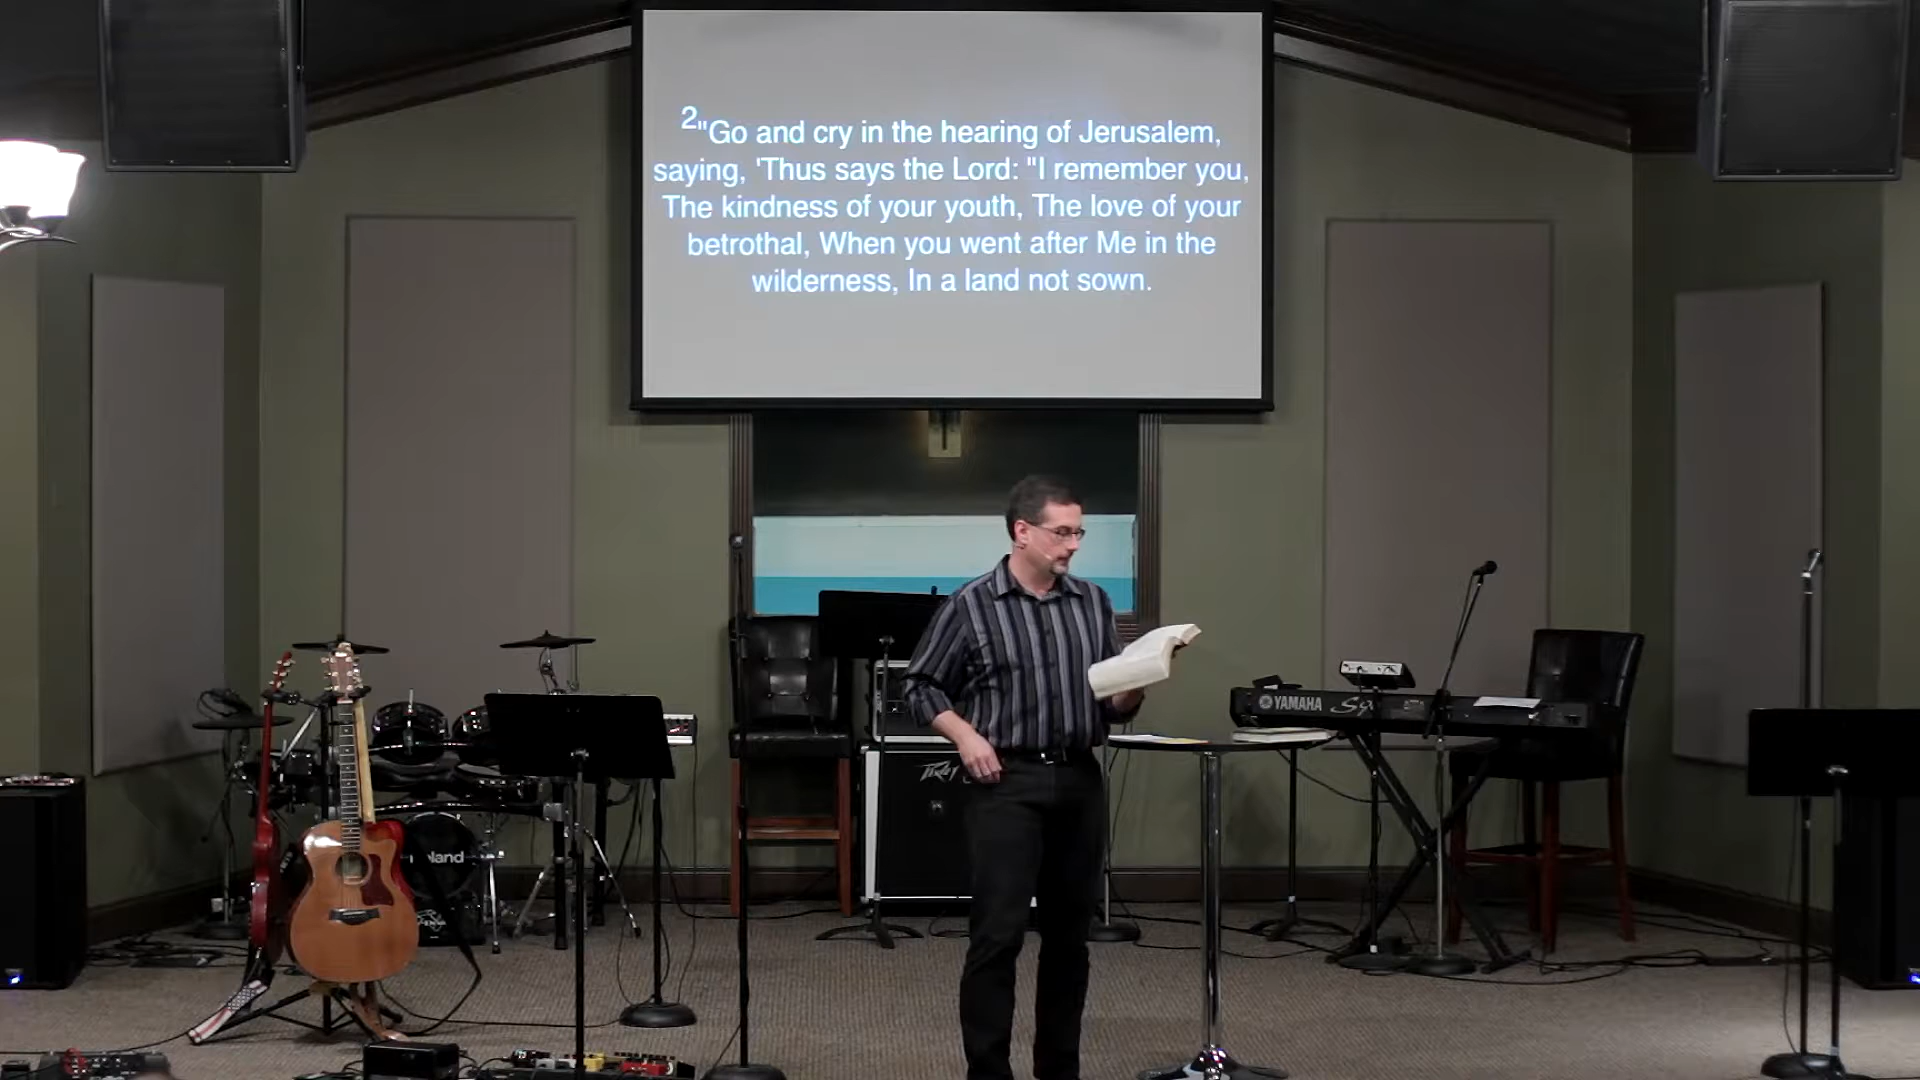 2"Go and cry in the hearing of Jerusalem,
saying, 'Thus says the Lord: "I remember you,
The kindness of your youth, The love of your
betrothal, When you went after Me in the
wilderness, In a land not sown.
YAMAHA
PEAVEY
Roland